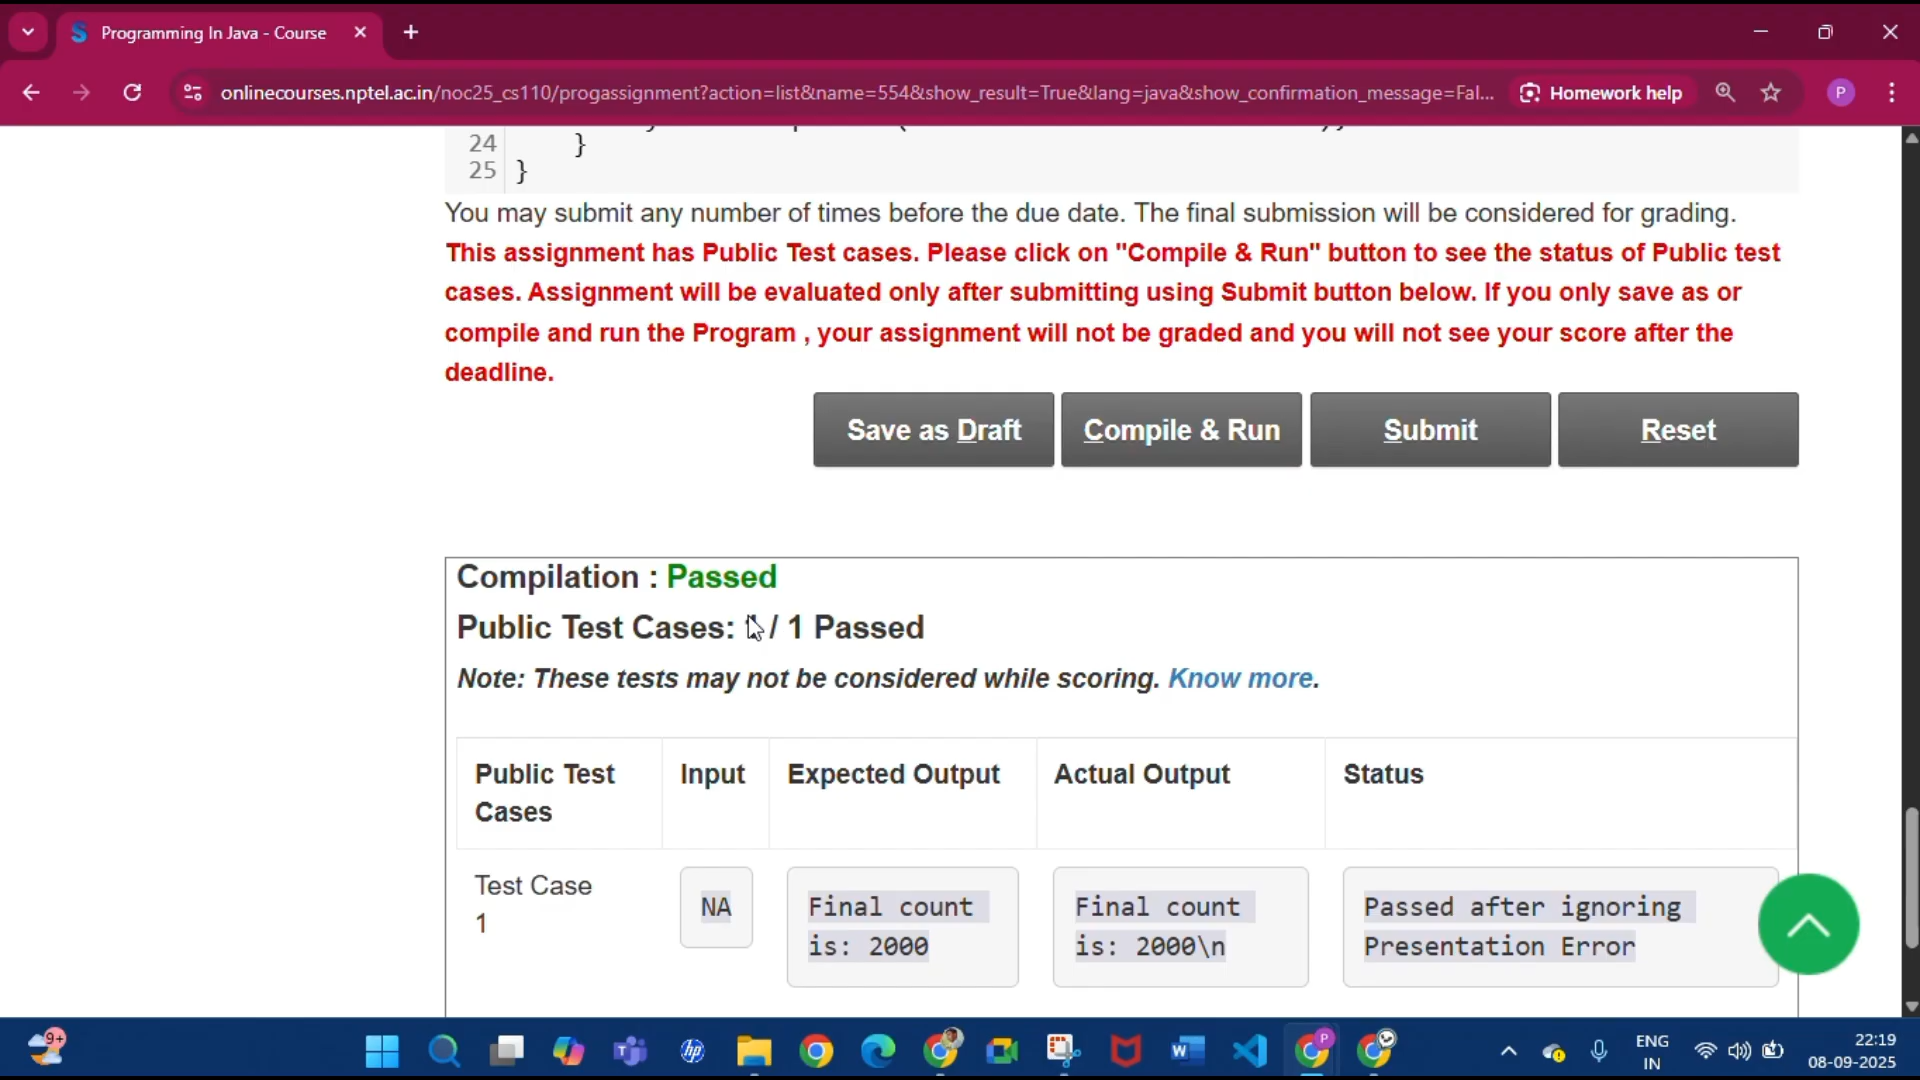 Programming In Java - Course
onlinecourses.nptel.ac.in/noc25_cs110/progassignment?action=list&name=554&show_result=True&lang=java&show_confirmation_message=Fal...
Homework help
P
24 }
25 }
You may submit any number of times before the due date. The final submission will be considered for grading.
This assignment has Public Test cases. Please click on "Compile & Run" button to see the status of Public test
cases. Assignment will be evaluated only after submitting using Submit button below. If you only save as or
compile and run the Program , your assignment will not be graded and you will not see your score after the
deadline.
Save as Draft
Compile & Run
Submit
Reset
Compilation : Passed
Public Test Cases: / 1 Passed
Note: These tests may not be considered while scoring. Know more.
Public Test
Cases
Input
Expected Output
Actual Output
Status
Test Case
1
NA
Final count
is: 2000
Final count
is: 2000\n
Passed after ignoring
Presentation Error
9+
hp
P
ENG
IN
22:19
08-09-2025